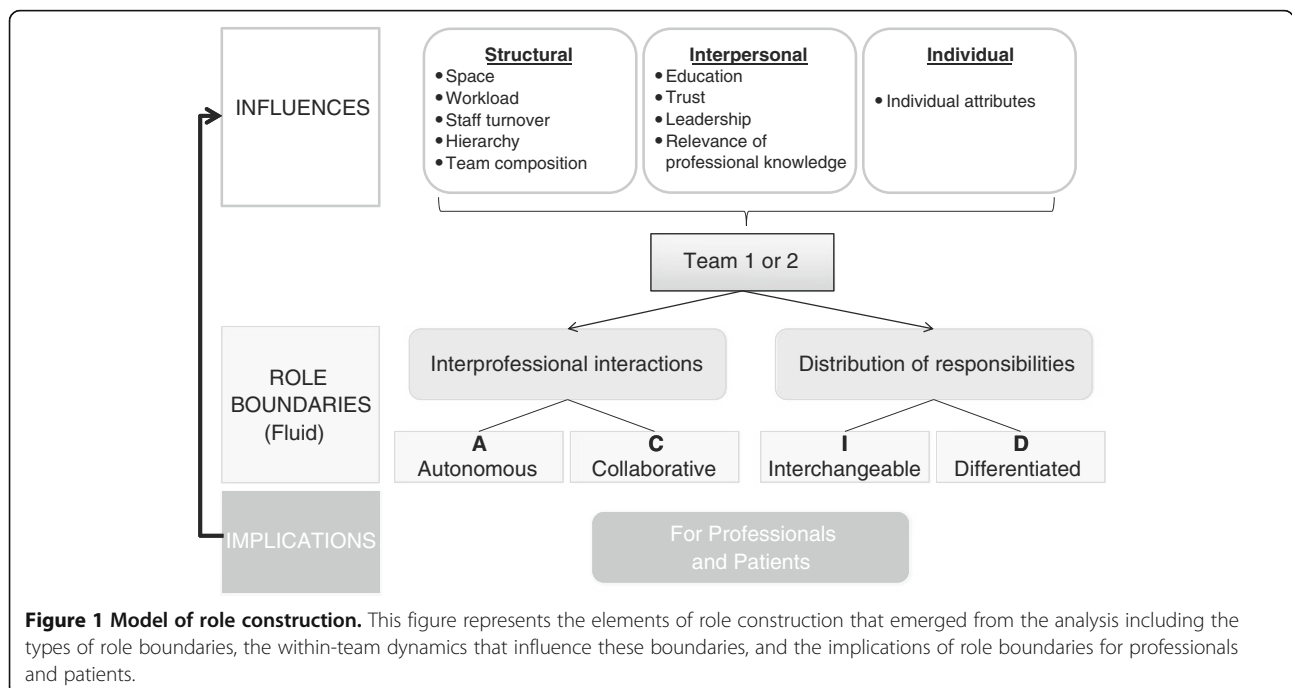 INFLUENCES
Structural
• Space
• Workload
• Staff turnover
• Hierarchy
• Team composition
Interpersonal
• Education
• Trust
• Leadership
• Relevance of
professional knowledge
Individual
• Individual attributes
Team 1 or 2
ROLE
BOUNDARIES
(Fluid)
Interprofessional interactions
Distribution of responsibilities
A
Autonomous
C
Collaborative
I
Interchangeable
D
Differentiated
IMPLICATIONS
For Professionals
and Patients
Figure 1 Model of role construction. This figure represents the elements of role construction that emerged from the analysis including the
types of role boundaries, the within-team dynamics that influence these boundaries, and the implications of role boundaries for professionals
and patients.